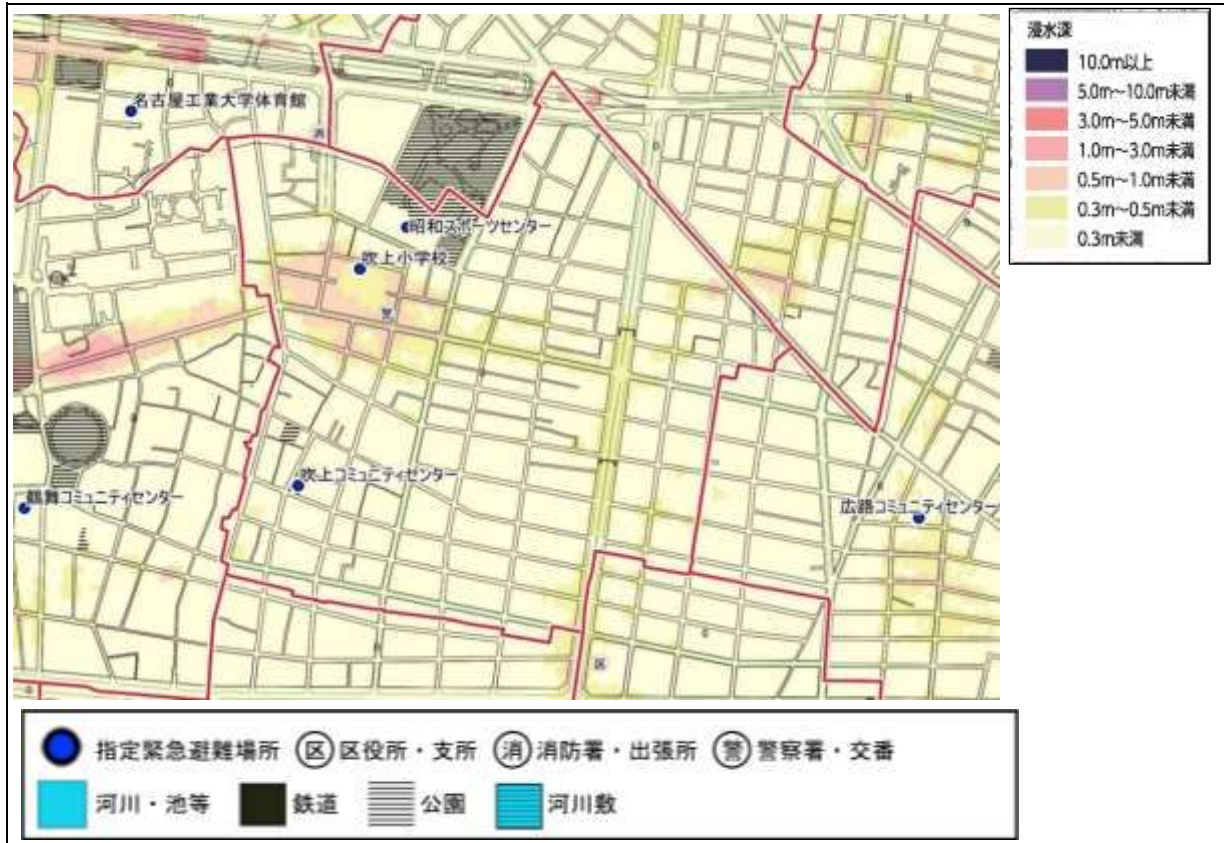 名古屋工業大学体育館
消
昭和スポーツセンター
吹上小学校
警
吹上コミュニティセンター
鶴舞コミュニティセンター
広路コミュニティセンター
区
浸水深
10.0m以上
5.0m～10.0m未満
3.0m～5.0m未満
1.0m～3.0m未満
0.5m～1.0m未満
0.3m～0.5m未満
0.3m未満
指定緊急避難場所 区 区役所・支所 消 消防署・出張所 警 警察署・交番
河川・池等 鉄道 公園 河川敷